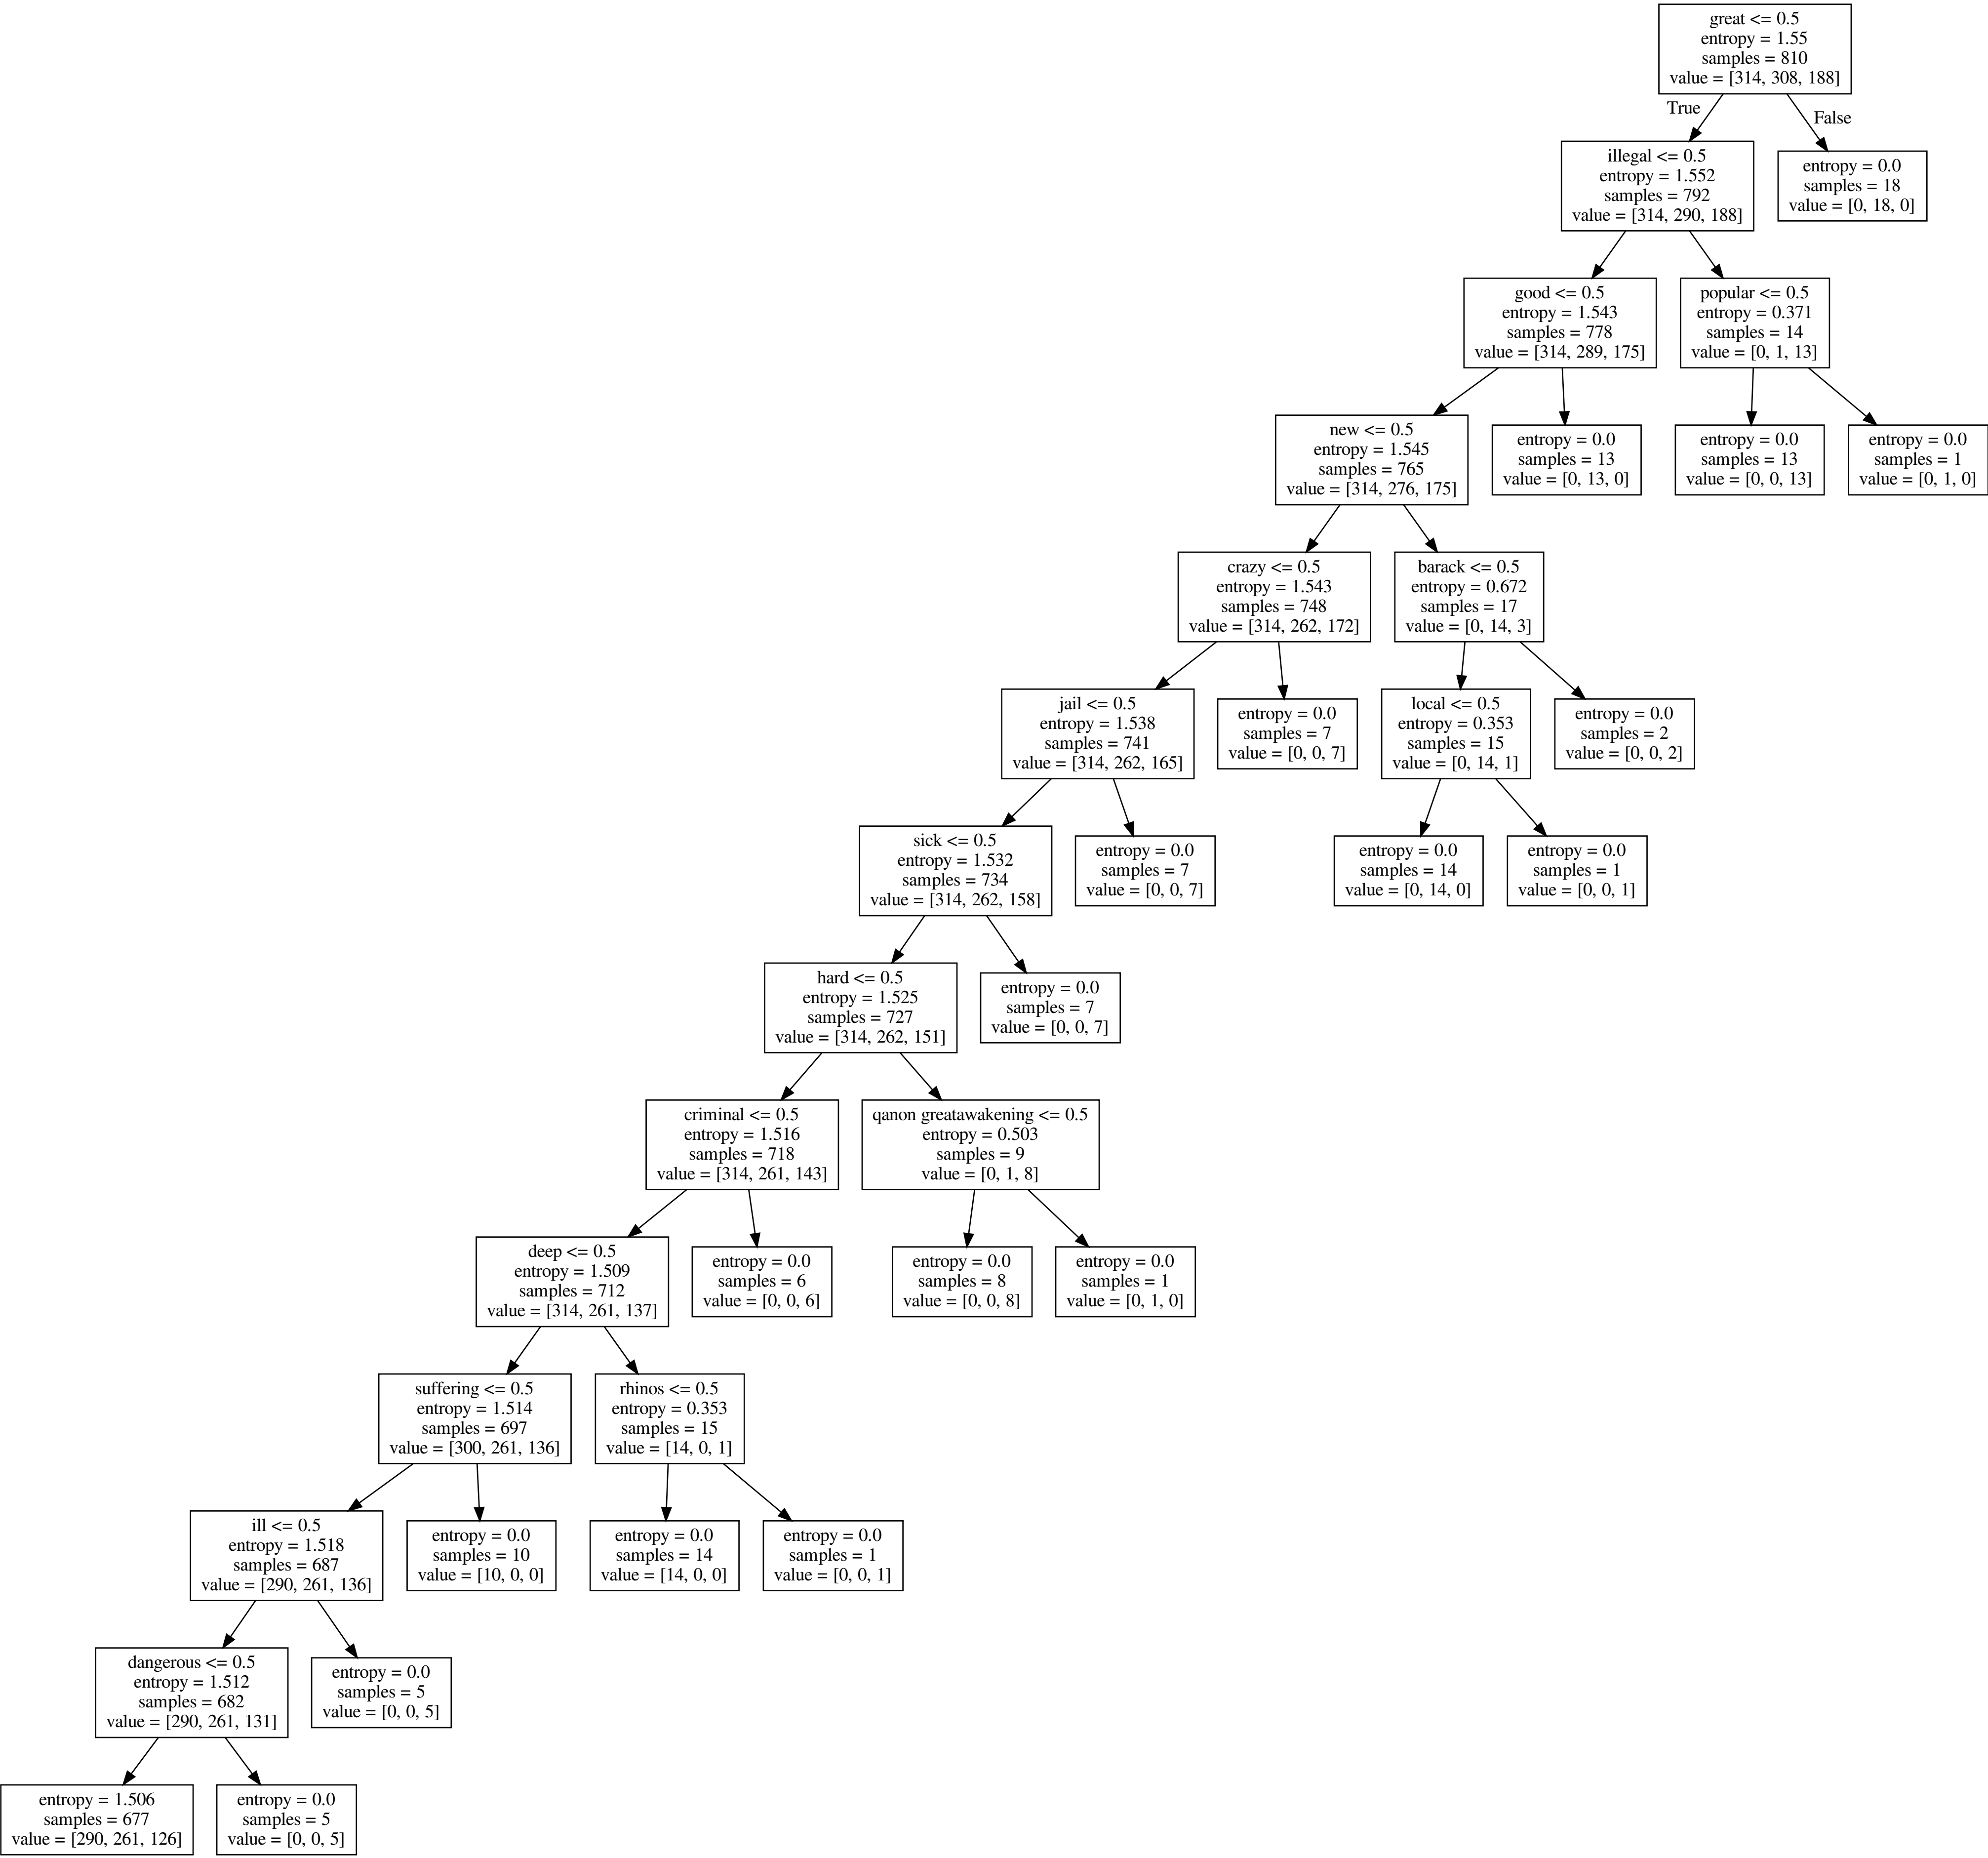 great <= 0.5
entropy = 1.55
samples = 810
value = [314, 308, 188]
True
False
illegal <= 0.5
entropy = 1.552
samples = 792
value = [314, 290, 188]
entropy = 0.0
samples = 18
value = [0, 18, 0]
good <= 0.5
entropy = 1.543
samples = 778
value = [314, 289, 175]
popular <= 0.5
entropy = 0.371
samples = 14
value = [0, 1, 13]
new <= 0.5
entropy = 1.545
samples = 765
value = [314, 276, 175]
entropy = 0.0
samples = 13
value = [0, 13, 0]
entropy = 0.0
samples = 13
value = [0, 0, 13]
entropy = 0.0
samples = 1
value = [0, 1, 0]
crazy <= 0.5
entropy = 1.543
samples = 748
value = [314, 262, 172]
barack <= 0.5
entropy = 0.672
samples = 17
value = [0, 14, 3]
jail <= 0.5
entropy = 1.538
samples = 741
value = [314, 262, 165]
entropy = 0.0
samples = 7
value = [0, 0, 7]
local <= 0.5
entropy = 0.353
samples = 15
value = [0, 14, 1]
entropy = 0.0
samples = 2
value = [0, 0, 2]
sick <= 0.5
entropy = 1.532
samples = 734
value = [314, 262, 158]
entropy = 0.0
samples = 7
value = [0, 0, 7]
entropy = 0.0
samples = 14
value = [0, 14, 0]
entropy = 0.0
samples = 1
value = [0, 0, 1]
hard <= 0.5
entropy = 1.525
samples = 727
value = [314, 262, 151]
entropy = 0.0
samples = 7
value = [0, 0, 7]
criminal <= 0.5
entropy = 1.516
samples = 718
value = [314, 261, 143]
qanon greatawakening <= 0.5
entropy = 0.503
samples = 9
value = [0, 1, 8]
deep <= 0.5
entropy = 1.509
samples = 712
value = [314, 261, 137]
entropy = 0.0
samples = 6
value = [0, 0, 6]
entropy = 0.0
samples = 8
value = [0, 0, 8]
entropy = 0.0
samples = 1
value = [0, 1, 0]
suffering <= 0.5
entropy = 1.514
samples = 697
value = [300, 261, 136]
rhinos <= 0.5
entropy = 0.353
samples = 15
value = [14, 0, 1]
ill <= 0.5
entropy = 1.518
samples = 687
value = [290, 261, 136]
entropy = 0.0
samples = 10
value = [10, 0, 0]
entropy = 0.0
samples = 14
value = [14, 0, 0]
entropy = 0.0
samples = 1
value = [0, 0, 1]
dangerous <= 0.5
entropy = 1.512
samples = 682
value = [290, 261, 131]
entropy = 0.0
samples = 5
value = [0, 0, 5]
entropy = 1.506
samples = 677
value = [290, 261, 126]
entropy = 0.0
samples = 5
value = [0, 0, 5]